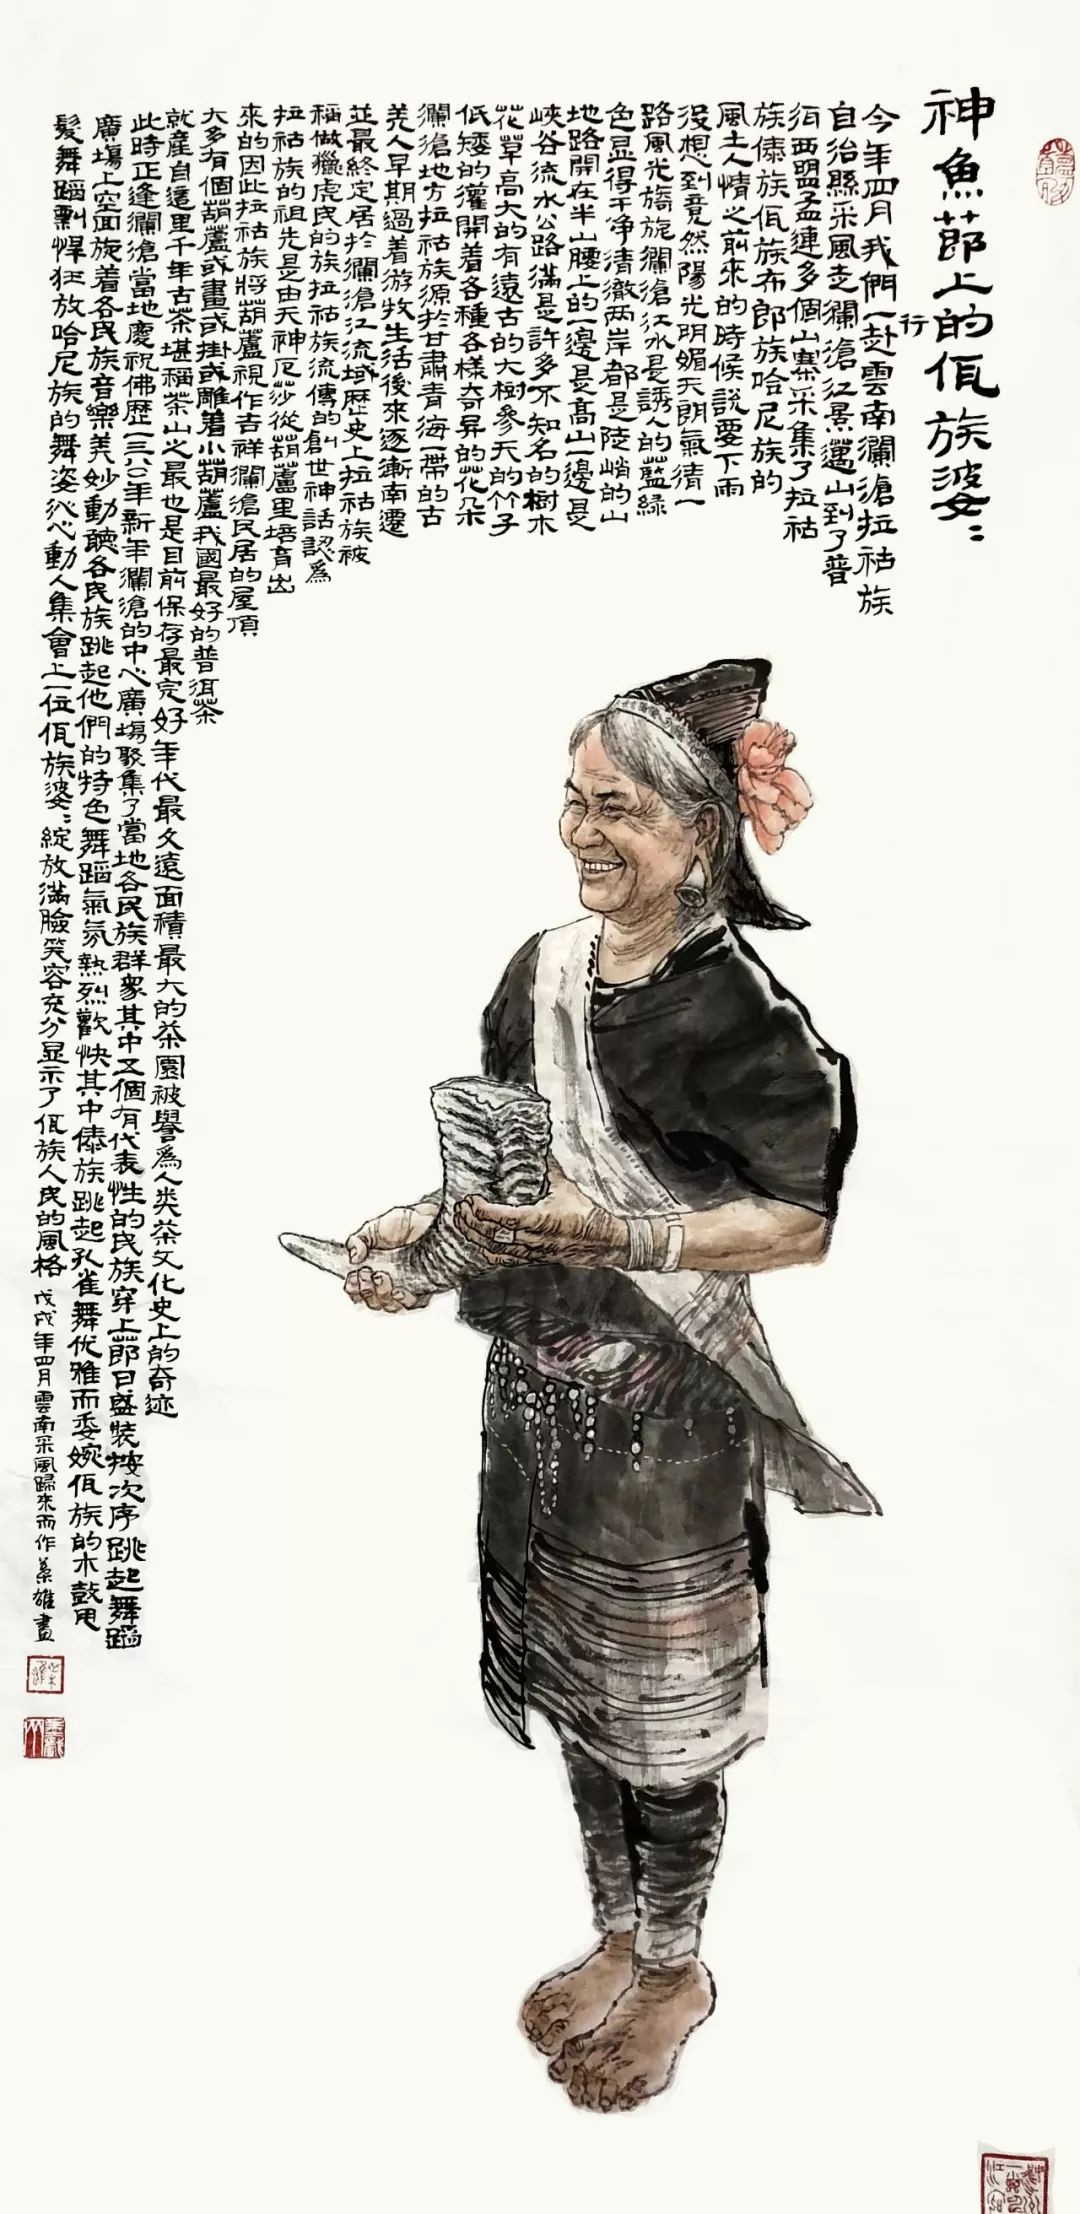 神魚節上的佤族婆婆
今年四月我們一行赴雲南瀾滄拉祜族
自治縣采風走瀾滄江景邁山到了普
洱西盟孟連多個山寨采集了拉祜
族傣族佤族布郎族哈尼族的
風土人情之前來的時候說要下雨
沒想到竟然陽光明媚天朗氣清一
路風光旖旎瀾滄江水是誘人的藍綠
色显得干净清澈两岸都是陡峭的山
地路開在半山腰上的一邊是高山一邊是
峽谷流水公路滿是許多不知名的樹木
花草高大的有遠古的大樹參天的竹子
低矮的灌開着各種各樣奇异的花朵
瀾滄地方拉祜族源於甘肅青海一帶的古
羌人早期過着游牧生活後來逐漸南遷
並最終定居於瀾滄江流域歷史上拉祜族被
稱做獵虎民的族拉祜族流傳的創世神話認爲
拉祜族的祖先是由天神厄莎從葫蘆里培育出
來的因此拉祜族將葫蘆視作吉祥瀾滄民居的屋頂
大多有個葫蘆或畫或掛或雕着小葫蘆我國最好的普洱茶
就産自這里千年古茶堪稱茶山之最也是目前保存最完好年代最久遠面積最大的茶園被譽爲人类茶文化史上的奇迹
此時正逢瀾滄當地慶祝佛歷一三八〇年新年瀾滄的中心廣場聚集了當地各民族群衆其中五個有代表性的民族穿上節日盛裝按次序跳起舞蹈
廣場上空面旋着各民族音樂美妙動聽各民族跳起他們的特色舞蹈氣氛熱烈歡快其中傣族跳起孔雀舞优雅而委婉佤族的木鼓甩
髮舞蹈剽悍狂放哈尼族的舞姿沁心動人集會上一位佤族婆婆綻放滿臉笑容充分显示了佤族人民的風格
戊戌年四月雲南采風歸來而作 雄畫